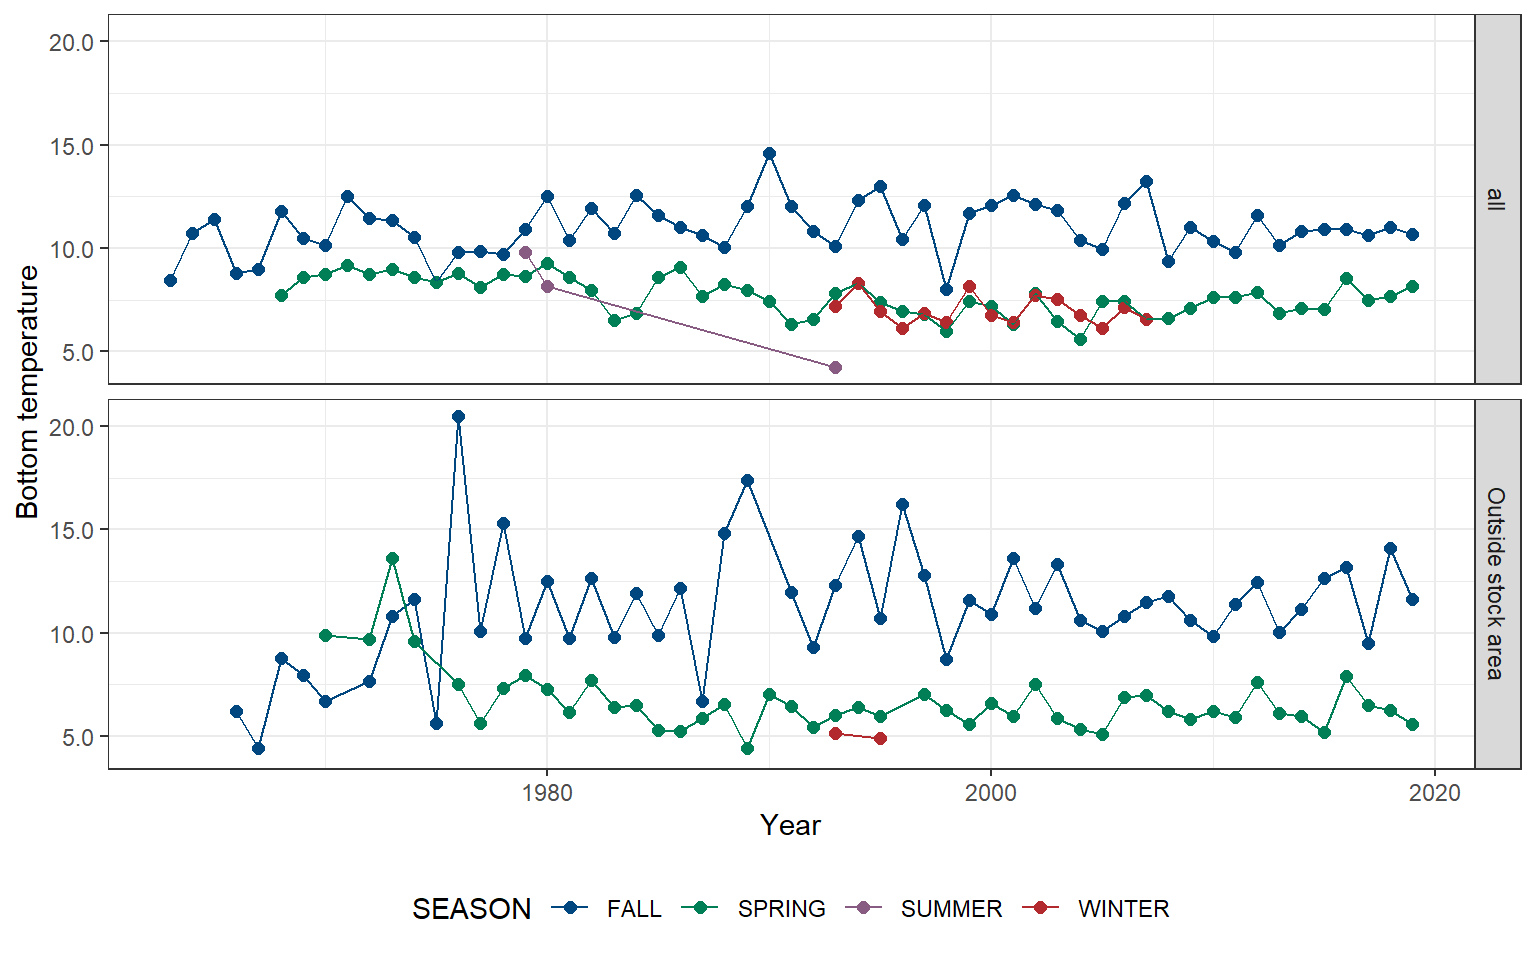 20.0
15.0
10.0
5.0
all
20.0
15.0
10.0
5.0
Outside stock area
Bottom temperature
1980
2000
2020
Year
SEASON FALL SPRING SUMMER WINTER